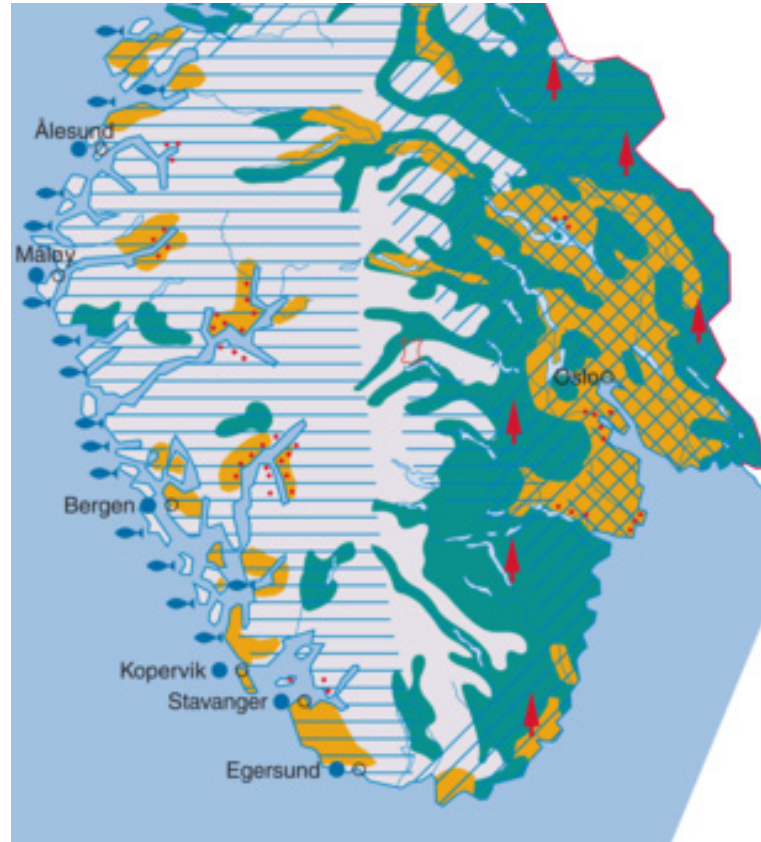 Ålesund
Måløy
Oslo
Bergen
Kopervik
Stavanger
Egersund